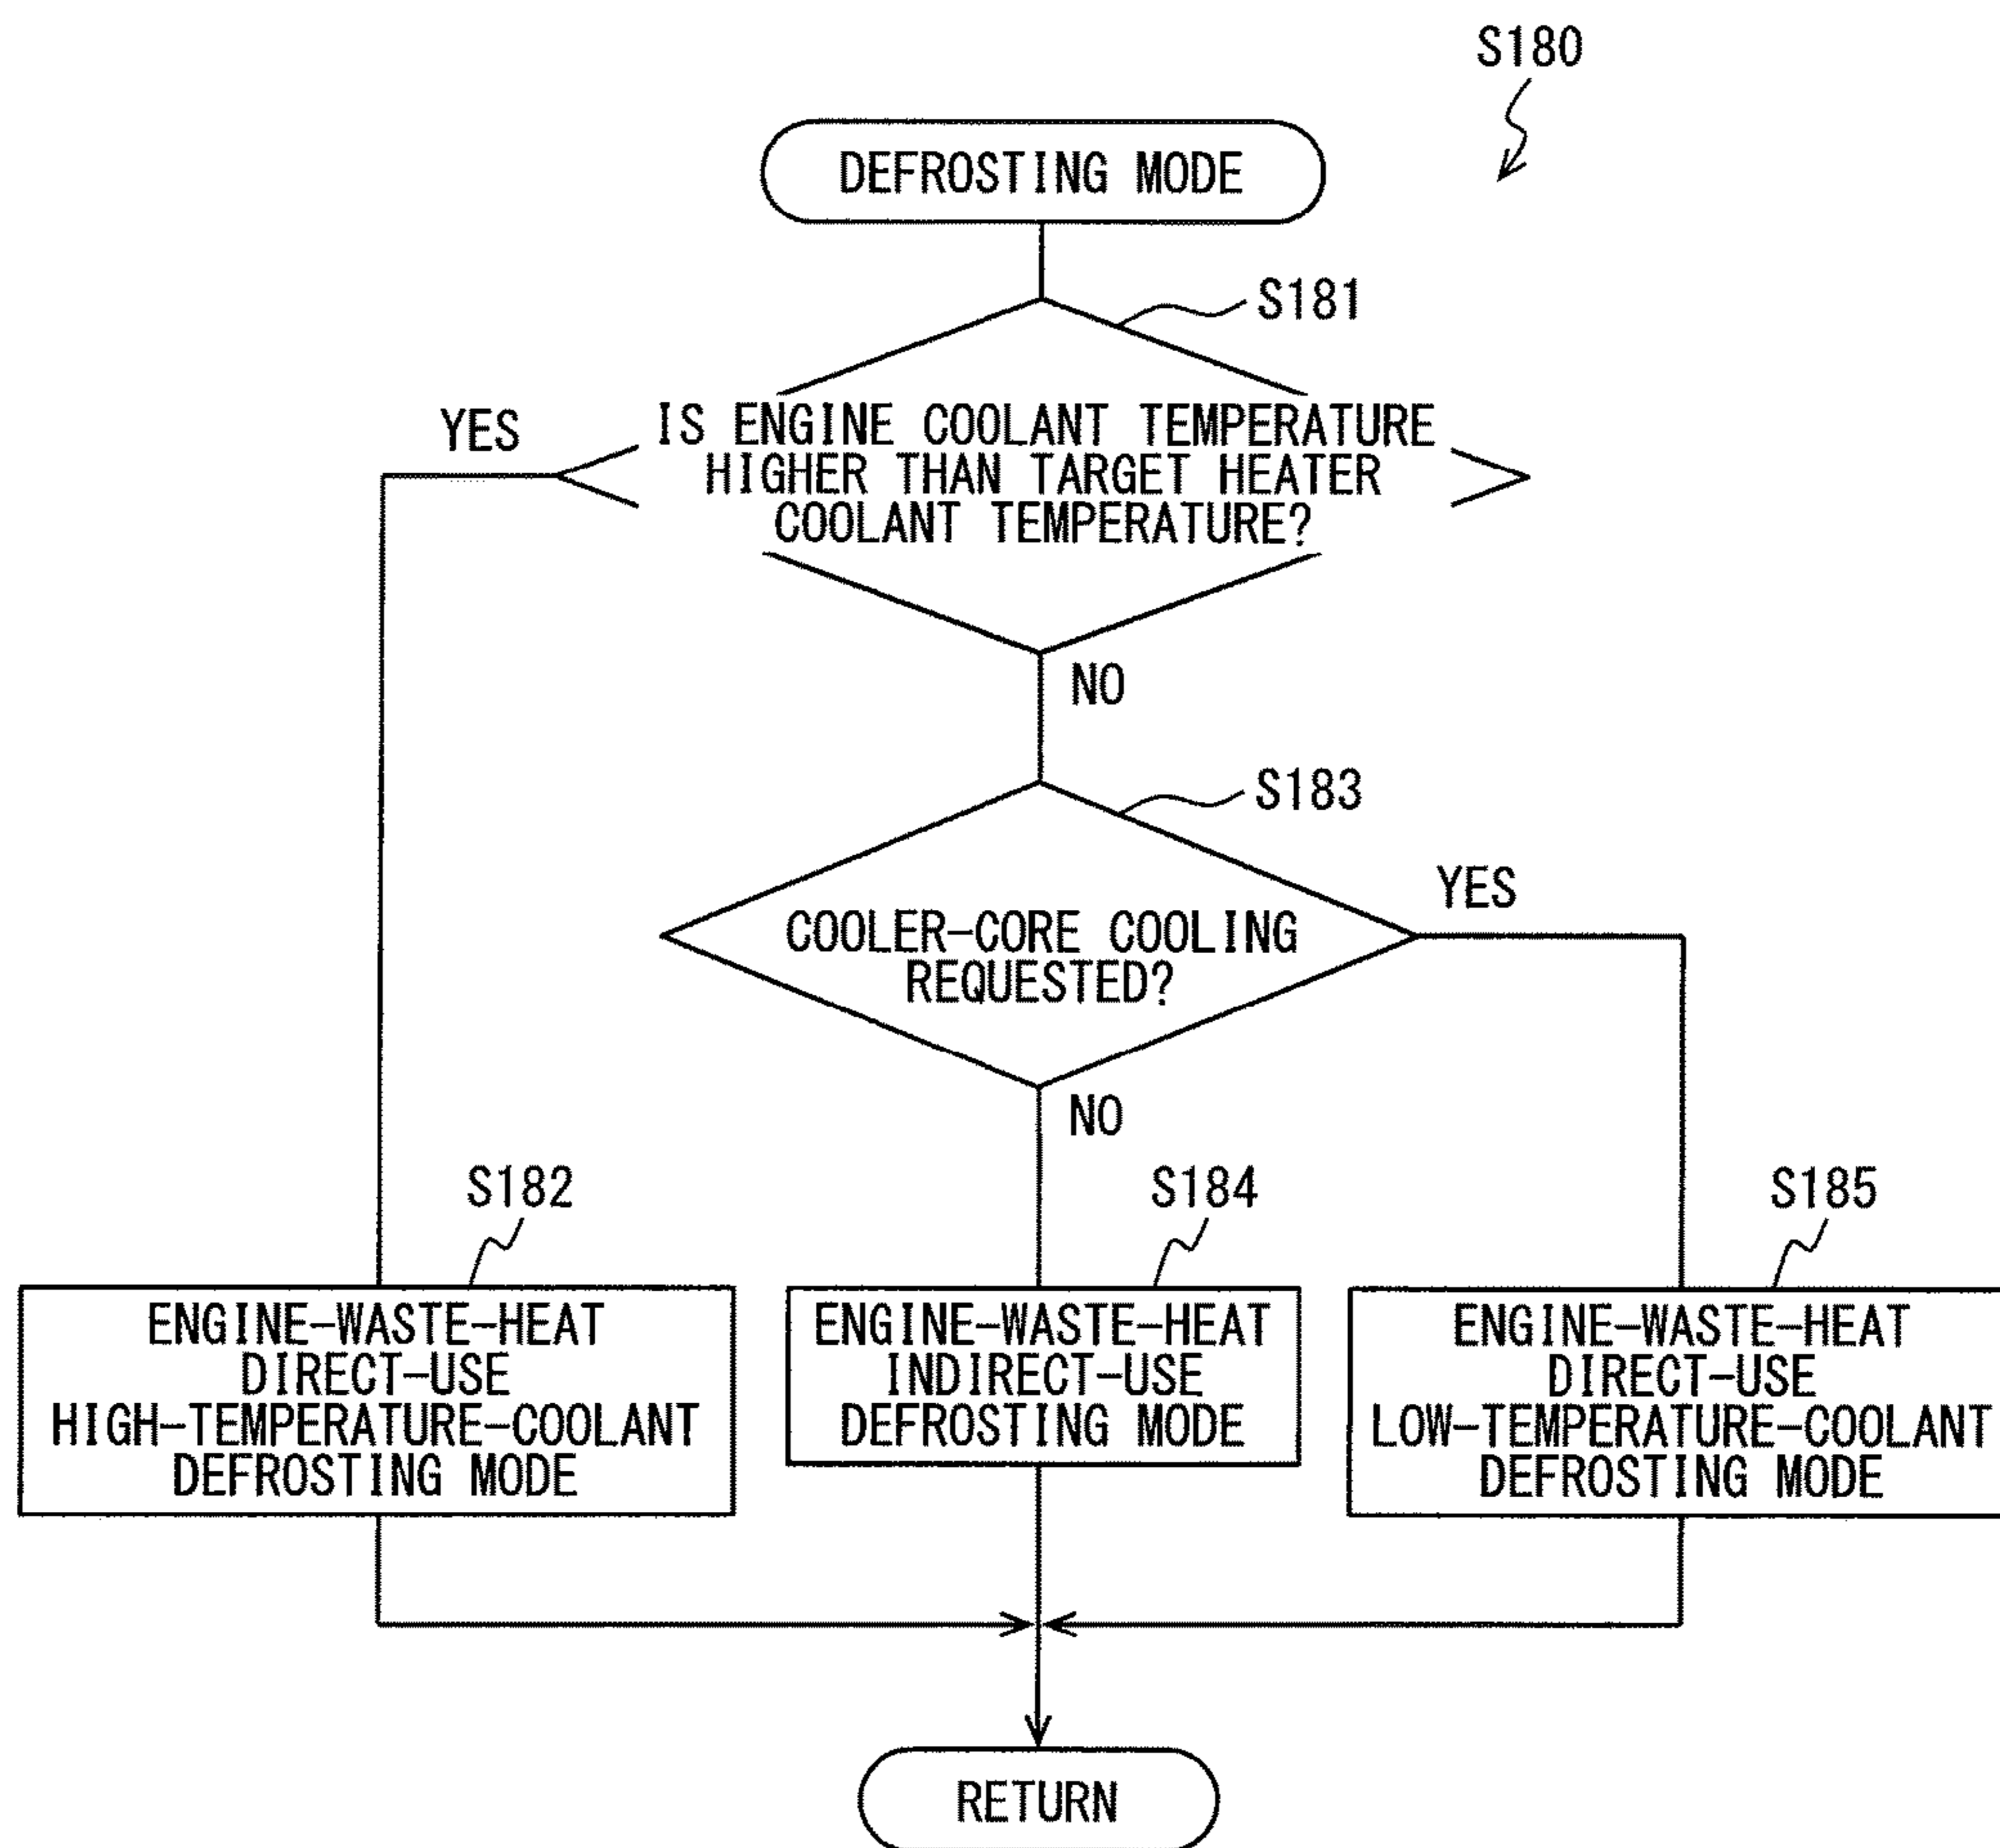 S180
DEFROSTING MODE
S181
YES
IS ENGINE COOLANT TEMPERATURE
HIGHER THAN TARGET HEATER
COOLANT TEMPERATURE?
NO
S183
YES
COOLER-CORE COOLING
REQUESTED?
NO
S182
S184
S185
ENGINE-WASTE-HEAT
DIRECT-USE
HIGH-TEMPERATURE-COOLANT
DEFROSTING MODE
ENGINE-WASTE-HEAT
INDIRECT-USE
DEFROSTING MODE
ENGINE-WASTE-HEAT
DIRECT-USE
LOW-TEMPERATURE-COOLANT
DEFROSTING MODE
RETURN